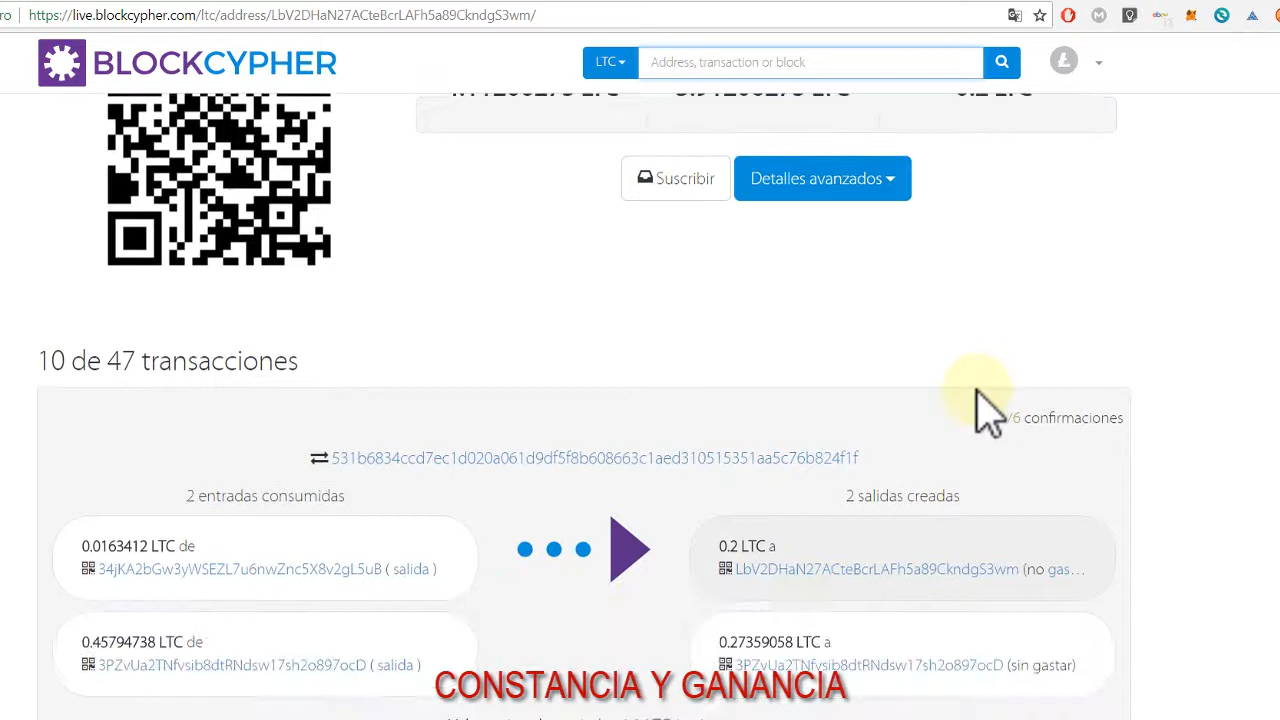 ro https://live.blockcypher.com/ltc/address/LbV2DHaN27ACteBcrLAFh5a89CkndgS3wm/
BLOCKCYPHER
LTC Address, transaction or block
Suscribir Detalles avanzados
10 de 47 transacciones
/6 confirmaciones
531b6834ccd7ec1d020a061d9df5f8b608663c1aed310515351aa5c76b824f1f
2 entradas consumidas 2 salidas creadas
0.0163412 LTC de
34jKA2bGw3yWSEZL7u6nwZnc5X8v2gL5uB ( salida )
0.2 LTC a
LbV2DHaN27ACteBcrLAFh5a89CkndgS3wm (no gas...
0.45794738 LTC de
3PZvUa2TNfvsib8dtRNdsw17sh2o897ocD ( salida )
0.27359058 LTC a
3PZvUa2TNfvsib8dtRNdsw17sh2o897ocD (sin gastar)
CONSTANCIA Y GANANCIA